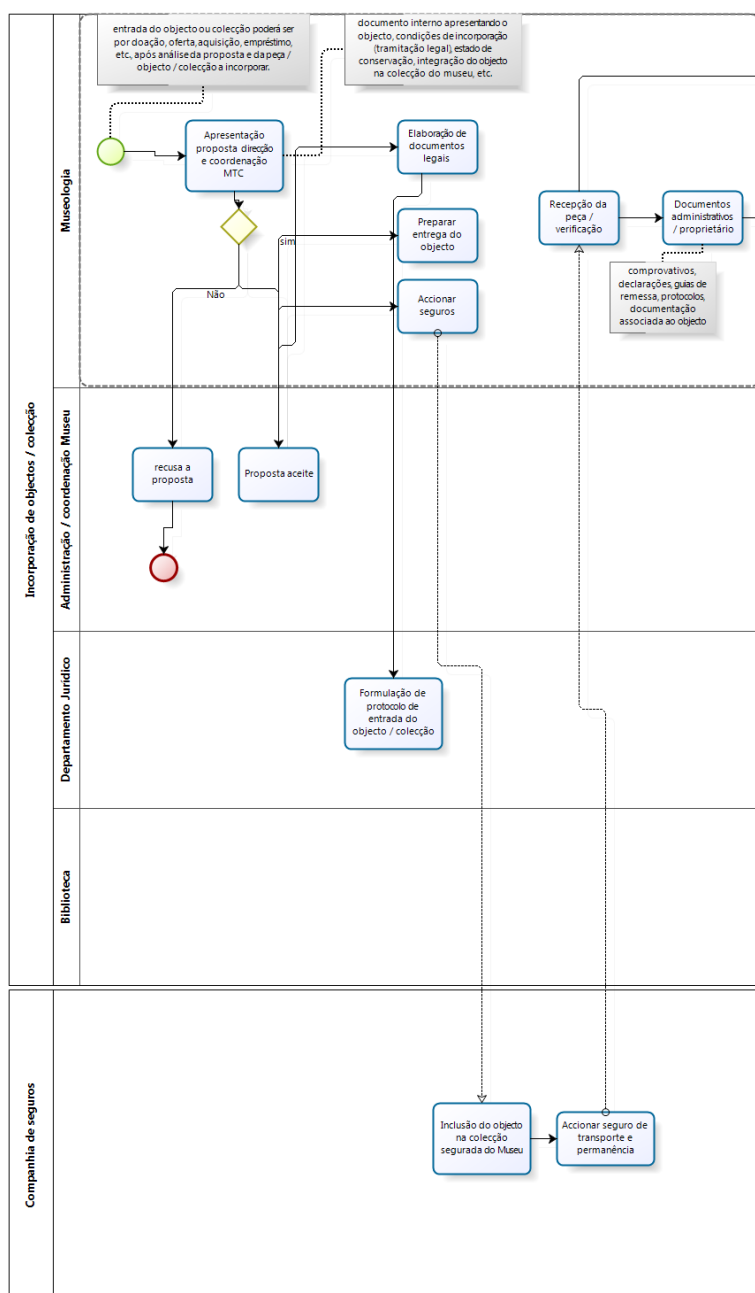 Incorporação de objectos / colecção
Museologia
entrada do objecto ou colecção poderá ser
por doação, oferta, aquisição, empréstimo,
etc., após análise da proposta e da peça /
objecto / colecção a incorporar.
documento interno apresentando o
objecto, condições de incorporação
(tramitação legal), estado de
conservação, integração do objecto
na colecção do museu, etc.
Apresentação
proposta direcção
e coordenação
MTC
Elaboração de
documentos
legais
Preparar
entrega do
objecto
sim
Não
Accionar
seguros
Recepção da
peça /
verificação
Documentos
administrativos
/ proprietário
comprovativos,
declarações, guias de
remessa, protocolos,
documentação
associada ao objecto
Administração / coordenação Museu
recusa a
proposta
Proposta aceite
Departamento Jurídico
Formulação de
protocolo de
entrada do
objecto / colecção
Biblioteca
Companhia de seguros
Inclusão do objecto
na colecção
segurada do Museu
Accionar seguro de
transporte e
permanência